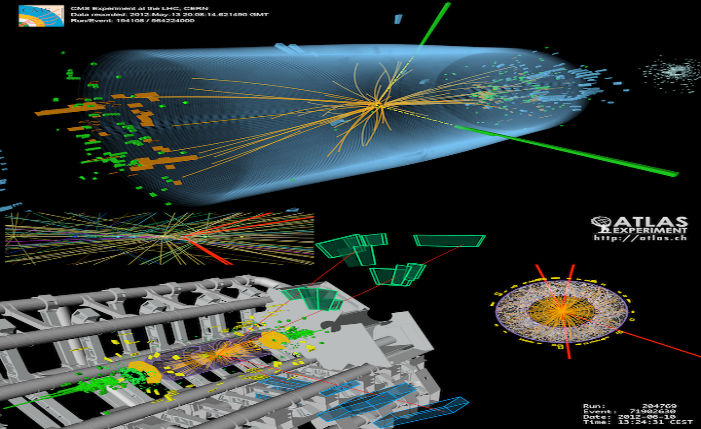 CMS Experiment at the LHC, CERN
Data recorded: 2012-May-13 20:08:14.621490 GMT
Run/Event: 194108 / 564224000
ATLAS
EXPERIMENT
http://atlas.ch
Run: 204769
Event: 71902630
Date: 2012-06-10
Time: 13:24:31 CEST